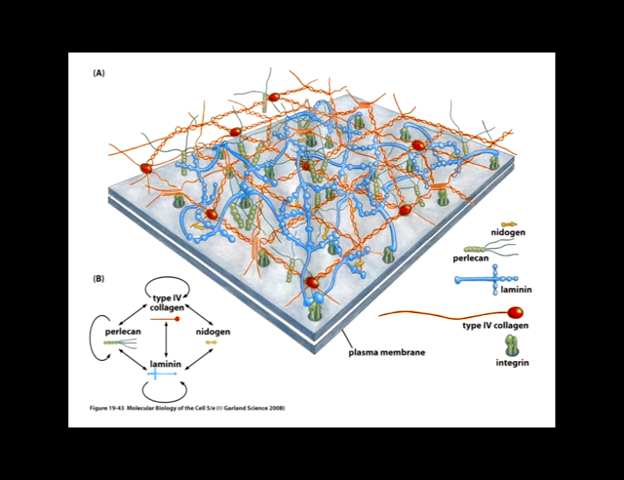 (A)
nidogen
perlecan
laminin
type IV collagen
integrin
plasma membrane
(B)
type IV
collagen
perlecan
nidogen
laminin
Figure 19-43 Molecular Biology of the Cell 5/e (© Garland Science 2008)